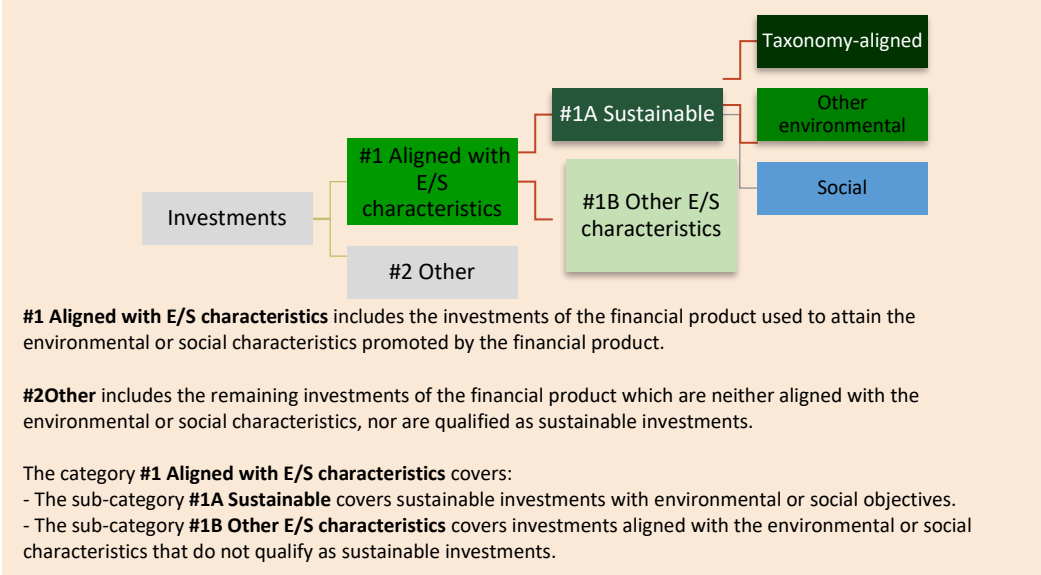 Taxonomy-aligned
#1A Sustainable
Other
environmental
#1 Aligned with
E/S
characteristics
Social
#1B Other E/S
characteristics
Investments
#2 Other
#1 Aligned with E/S characteristics includes the investments of the financial product used to attain the
environmental or social characteristics promoted by the financial product.
#2Other includes the remaining investments of the financial product which are neither aligned with the
environmental or social characteristics, nor are qualified as sustainable investments.
The category #1 Aligned with E/S characteristics covers:
- The sub-category #1A Sustainable covers sustainable investments with environmental or social objectives.
- The sub-category #1B Other E/S characteristics covers investments aligned with the environmental or social
characteristics that do not qualify as sustainable investments.